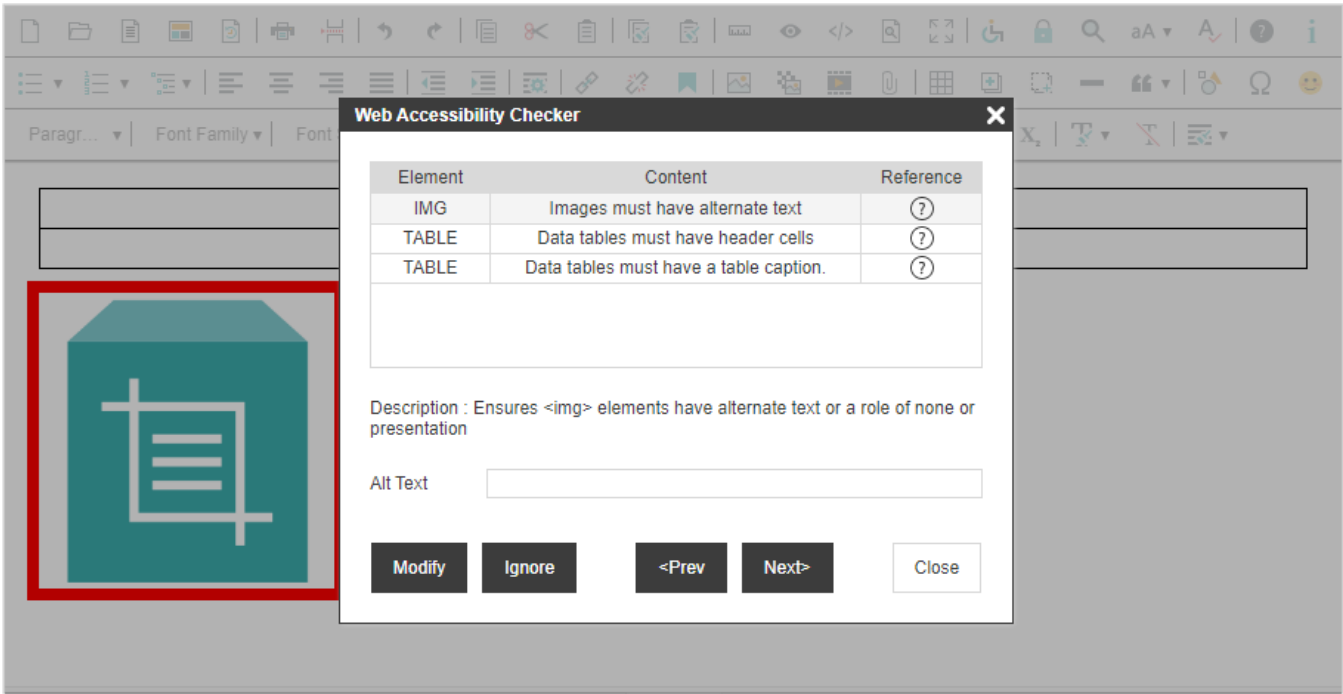 aA
Paragr...
Font Family
Font
X₂
Web Accessibility Checker
Element Content Reference
IMG Images must have alternate text ?
TABLE Data tables must have header cells ?
TABLE Data tables must have a table caption. ?
Description : Ensures <img> elements have alternate text or a role of none or
presentation
Alt Text
Modify Ignore <Prev Next> Close